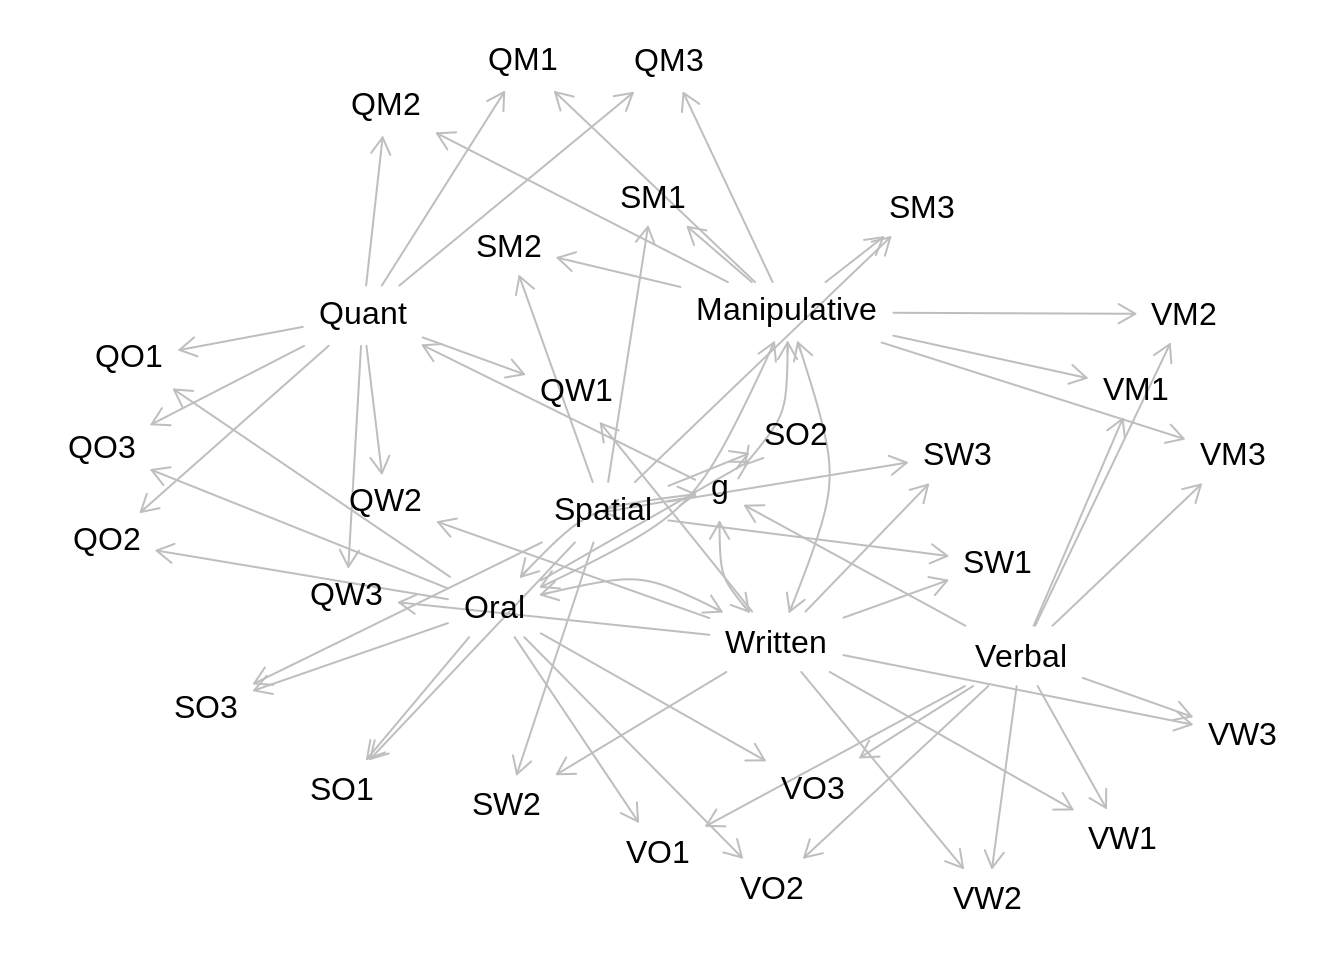 QM1
QM3
QM2
SM1
SM3
SM2
Quant
Manipulative
VM2
QO1
QW1
VM1
SO2
QO3
SW3
VM3
g
QW2
Spatial
QO2
SW1
QW3
Oral
Written
Verbal
SO3
VW3
SO1
VO3
SW2
VW1
VO1
VO2
VW2